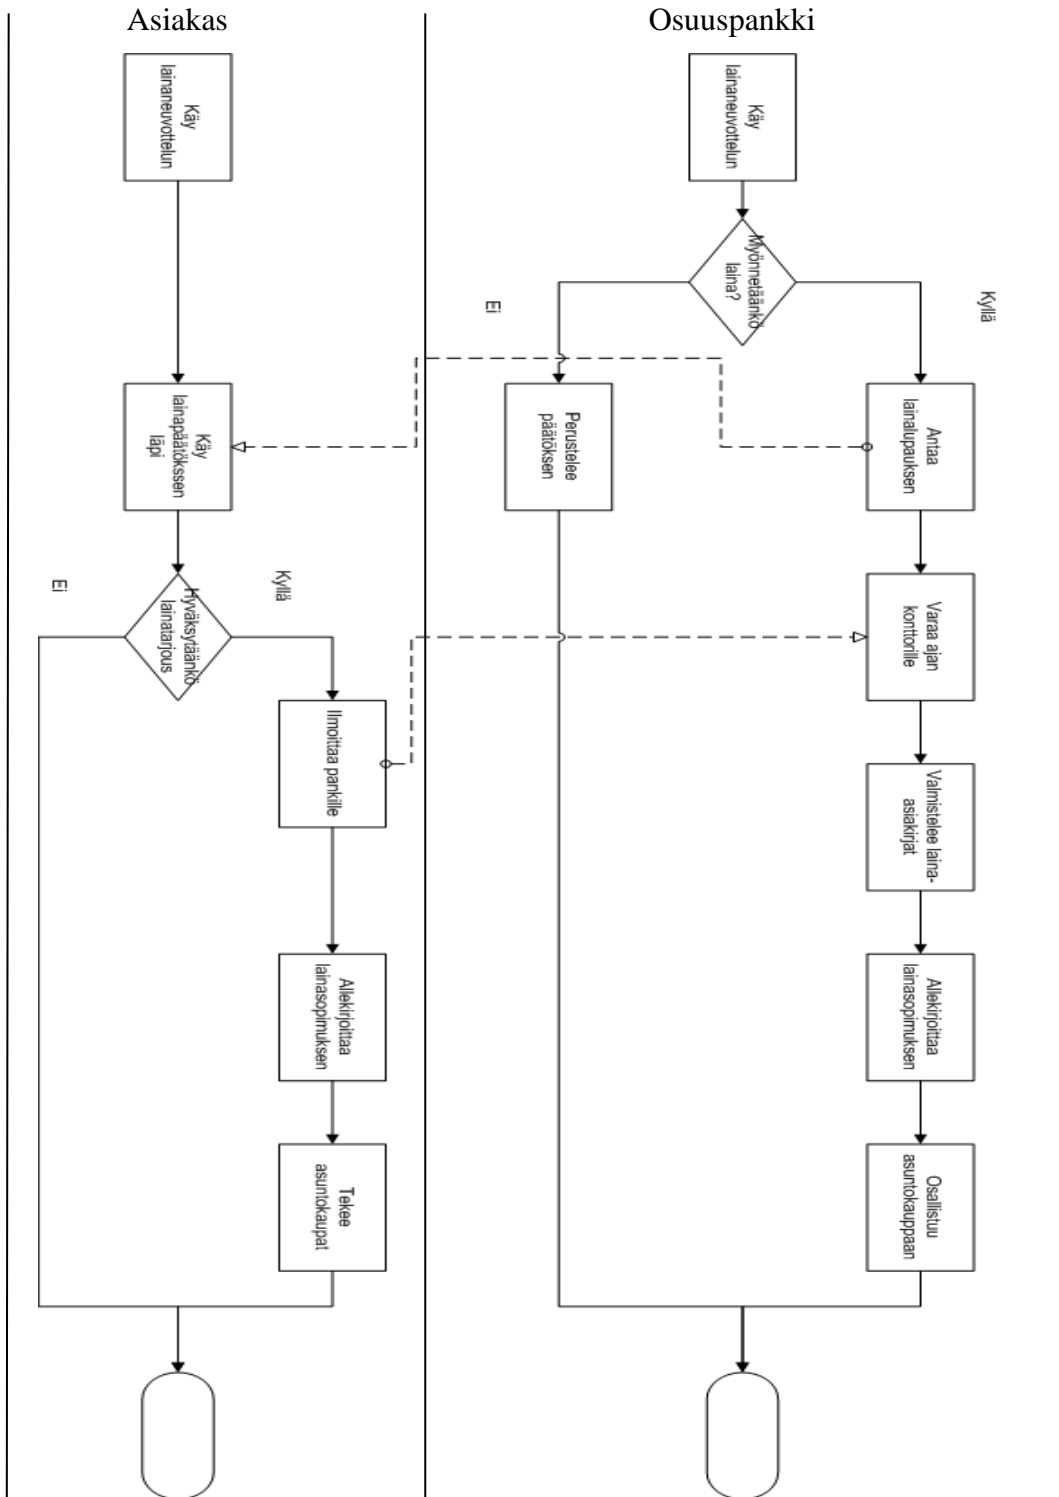 Asiakas
Osuuspankki
Käy
lainaneuvottelun
Käy
lainaneuvottelun
Myönnetäänkö
laina?
Kyllä
Ei
Antaa
lainalupauksen
Perustelee
päätöksen
Käy
lainapäätökssen
läpi
Hyväksytäänkö
lainatarjous
Kyllä
Ei
Varaa ajan
konttorille
Ilmoittaa pankille
Valmistelee laina-
asiakirjat
Allekirjoittaa
lainasopimuksen
Allekirjoittaa
lainasopimuksen
Tekee
asuntokaupat
Osallistuu
asuntokauppaan